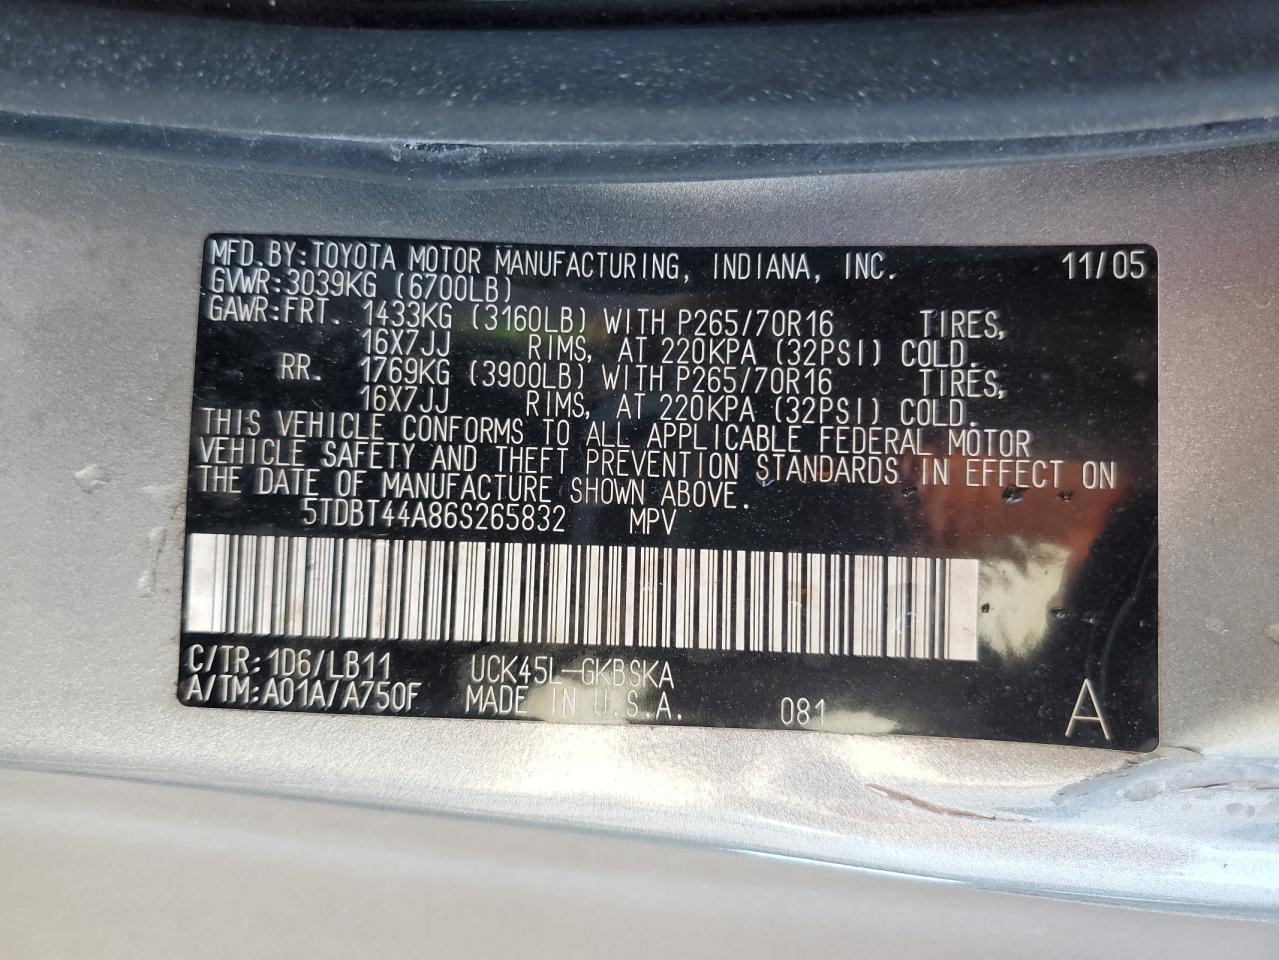 MFD.BY:TOYOTA MOTOR MANUFACTURING, INDIANA, INC. 11/05
GVWR:3039KG (6700LB)
GAWR:FRT. 1433KG (3160LB) WITH P265/70R16 TIRES,
16X7JJ RIMS, AT 220KPA (32PSI) COLD.
RR. 1769KG (3900LB) WITH P265/70R16 TIRES,
16X7JJ RIMS, AT 220KPA (32PSI) COLD.
THIS VEHICLE CONFORMS TO ALL APPLICABLE FEDERAL MOTOR
VEHICLE SAFETY AND THEFT PREVENTION STANDARDS IN EFFECT ON
THE DATE OF MANUFACTURE SHOWN ABOVE.
5TDBT44A86S265832 MPV
C/TR:1D6/LB11 UCK45L-GKBSKA
A/TM:A01A/A750F MADE IN U.S.A. 081 A